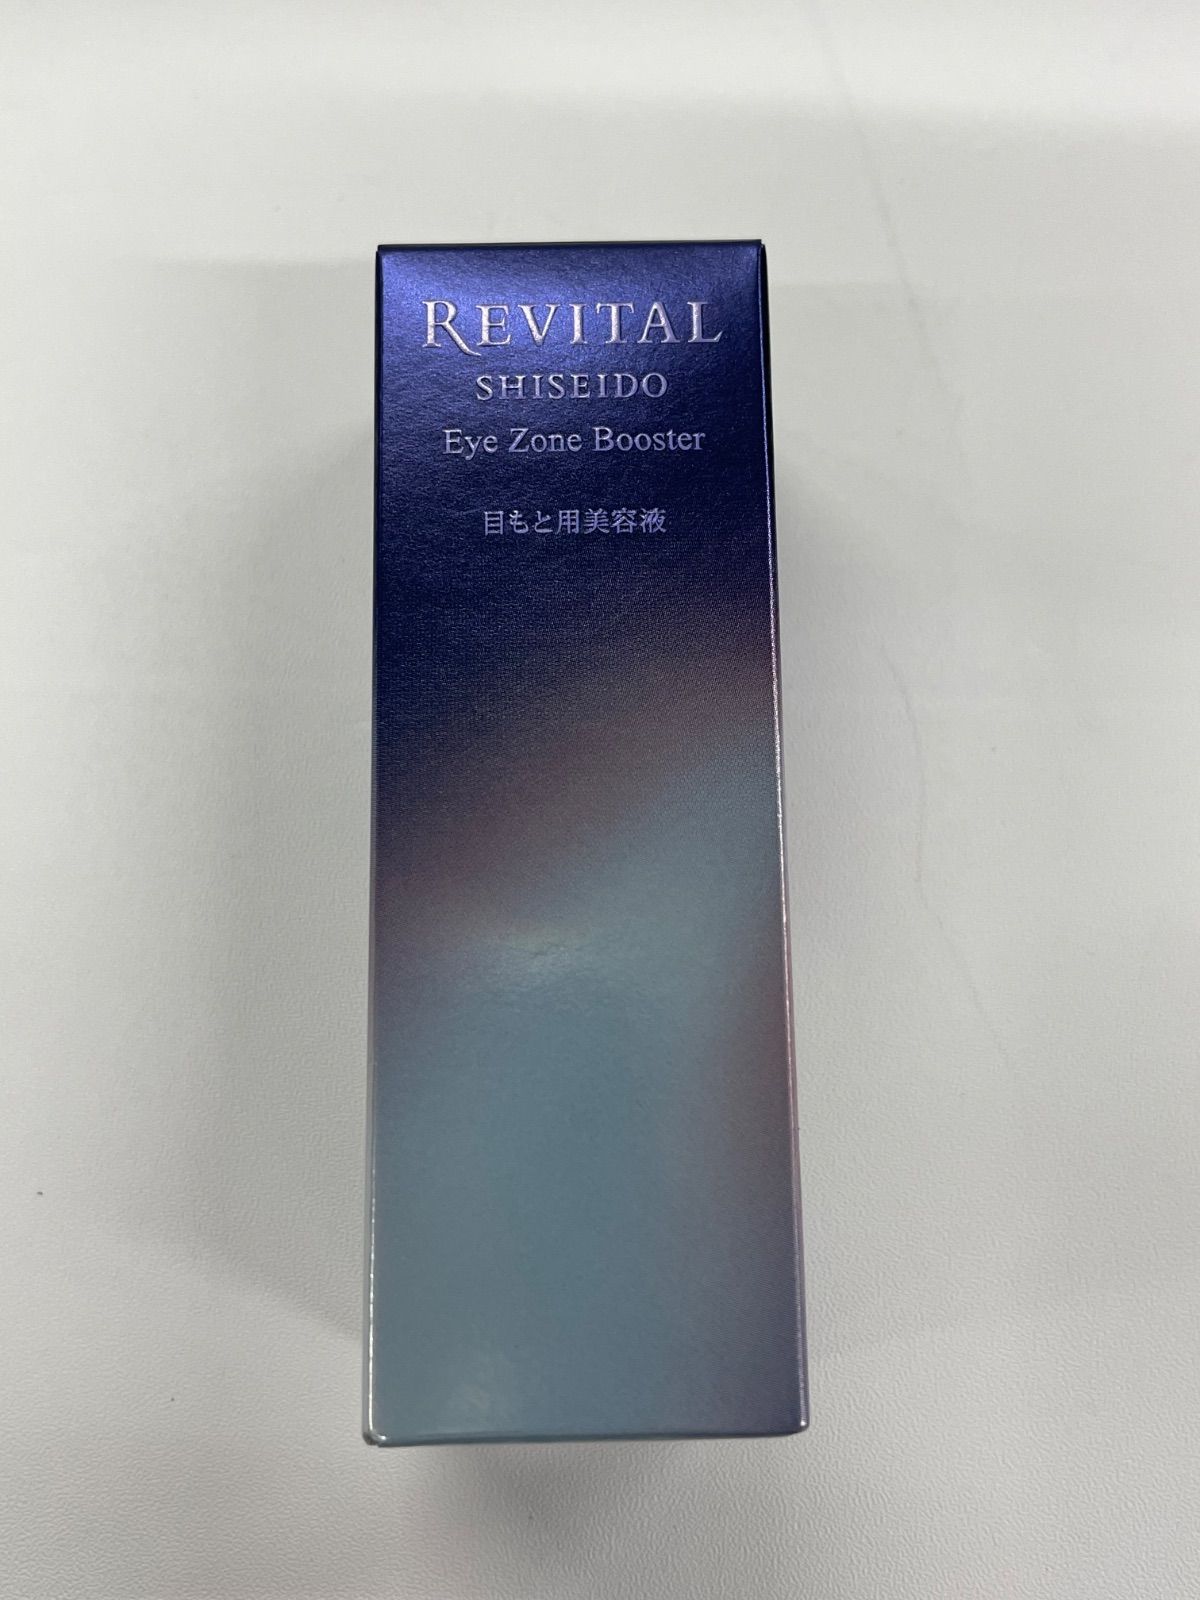 REVITAL
SHISEIDO
Eye Zone Booster
目もと用美容液